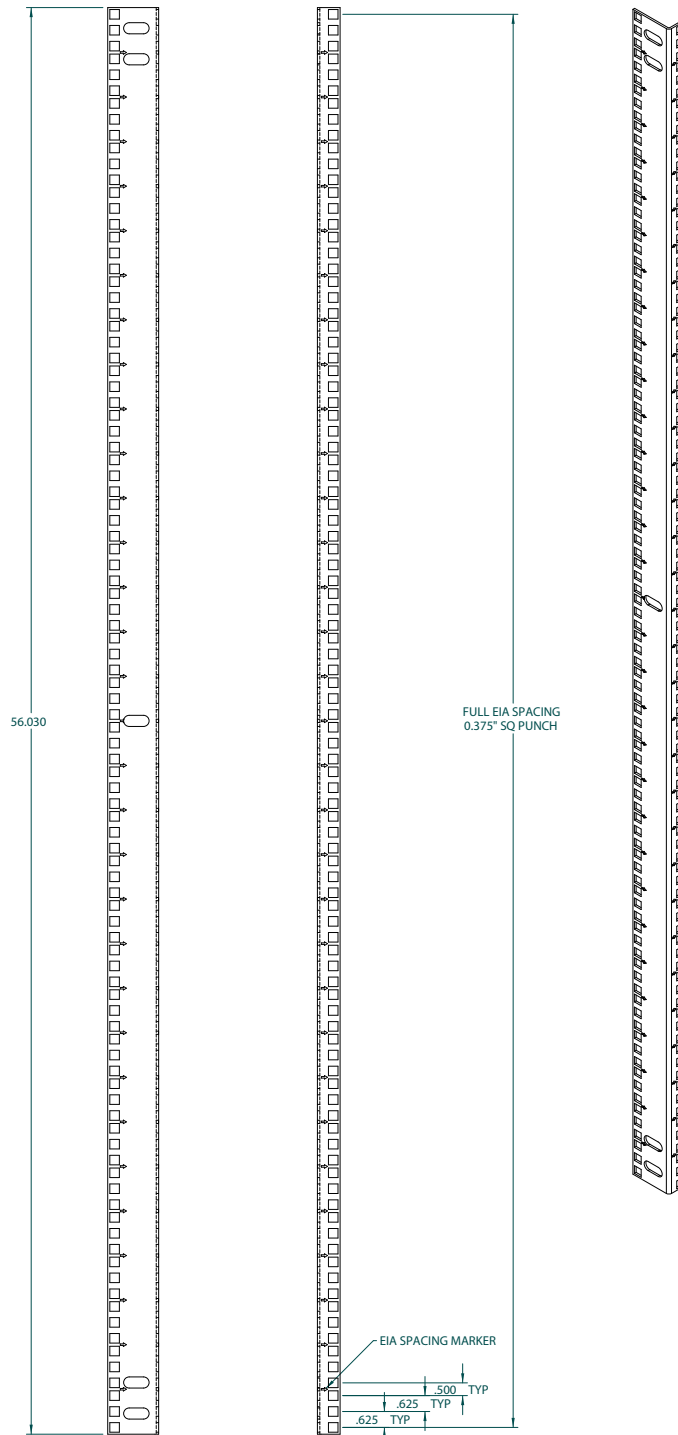 56.030
FULL EIA SPACING
0.375" SQ PUNCH
EIA SPACING MARKER
.500 TYP
.625 TYP
.625 TYP